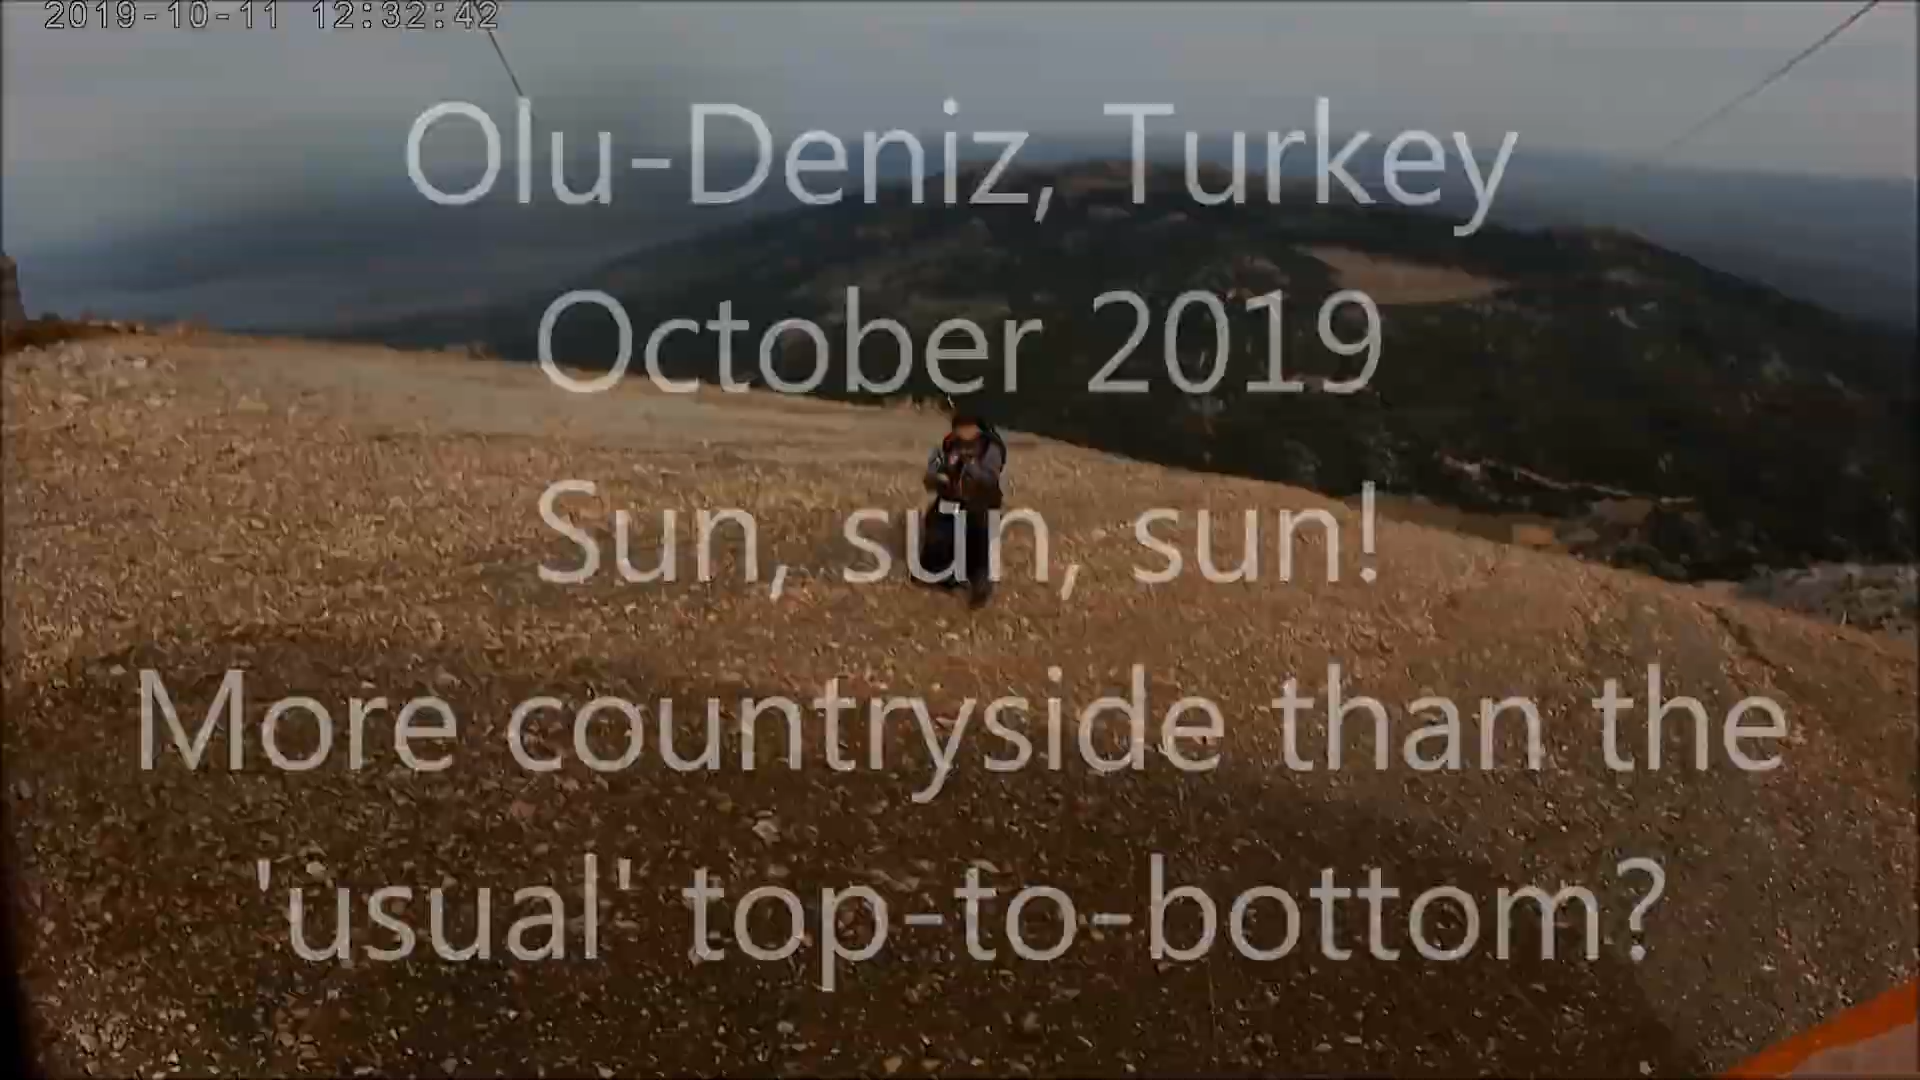 2019-10-11 12:32:42
Olu-Deniz, Turkey
October 2019
Sun, sun, sun!
More countryside than the
'usual' top-to-bottom?